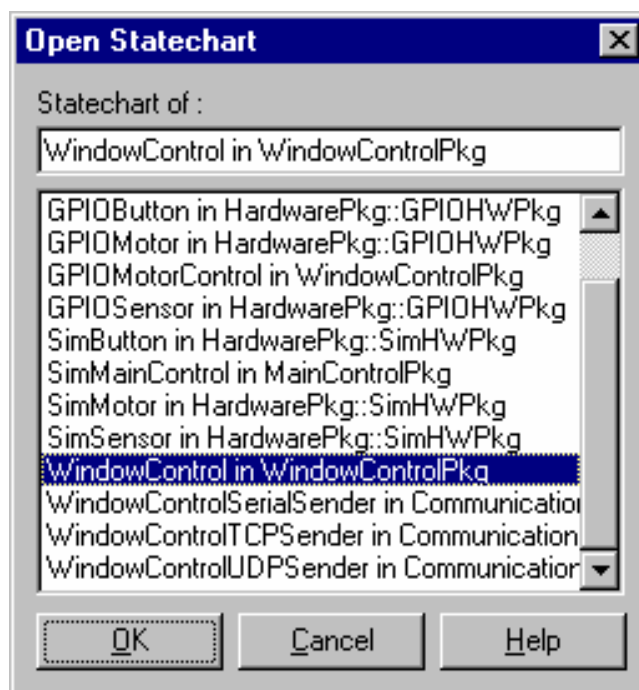 Open Statechart
Statechart of :
WindowControl in WindowControlPkg
GPIOButton in HardwarePkg::GPIOHWPkg
GPIOMotor in HardwarePkg::GPIOHWPkg
GPIOMotorControl in WindowControlPkg
GPIOSensor in HardwarePkg::GPIOHWPkg
SimButton in HardwarePkg::SimHWPkg
SimMainControl in MainControlPkg
SimMotor in HardwarePkg::SimHWPkg
SimSensor in HardwarePkg::SimHWPkg
WindowControl in WindowControlPkg
WindowControlSerialSender in Communication
WindowControlTCPSender in Communication
WindowControlUDPSender in Communication
OK Cancel Help